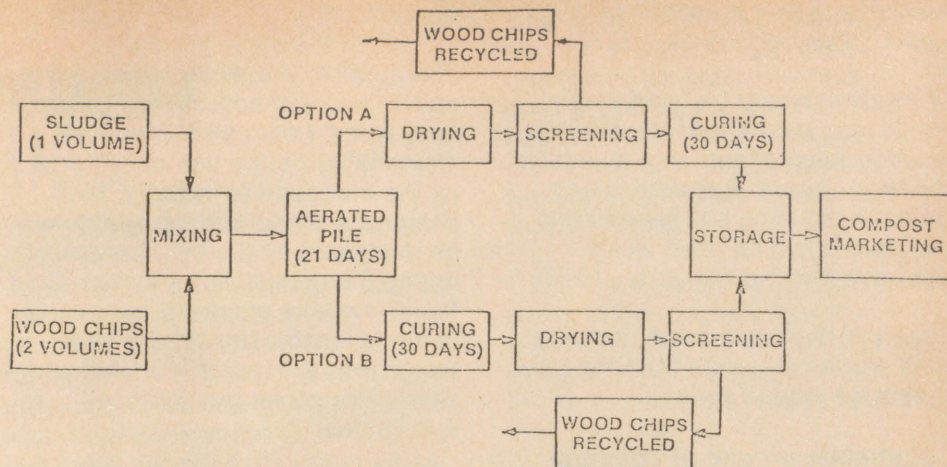 WOOD CHIPS
RECYCLED
OPTION A
SLUDGE
(1 VOLUME)
DRYING
SCREENING
CURING
(30 DAYS)
MIXING
AERATED
PILE
(21 DAYS)
STORAGE
COMPOST
MARKETING
WOOD CHIPS
(2 VOLUMES)
OPTION B
CURING
(30 DAYS)
DRYING
SCREENING
WOOD CHIPS
RECYCLED